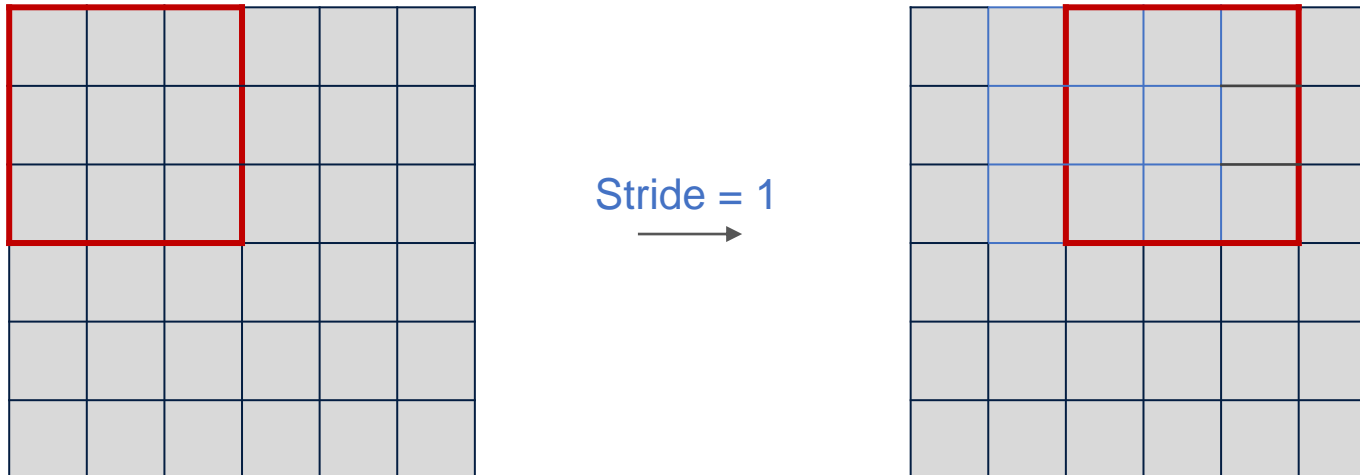 Stride = 1